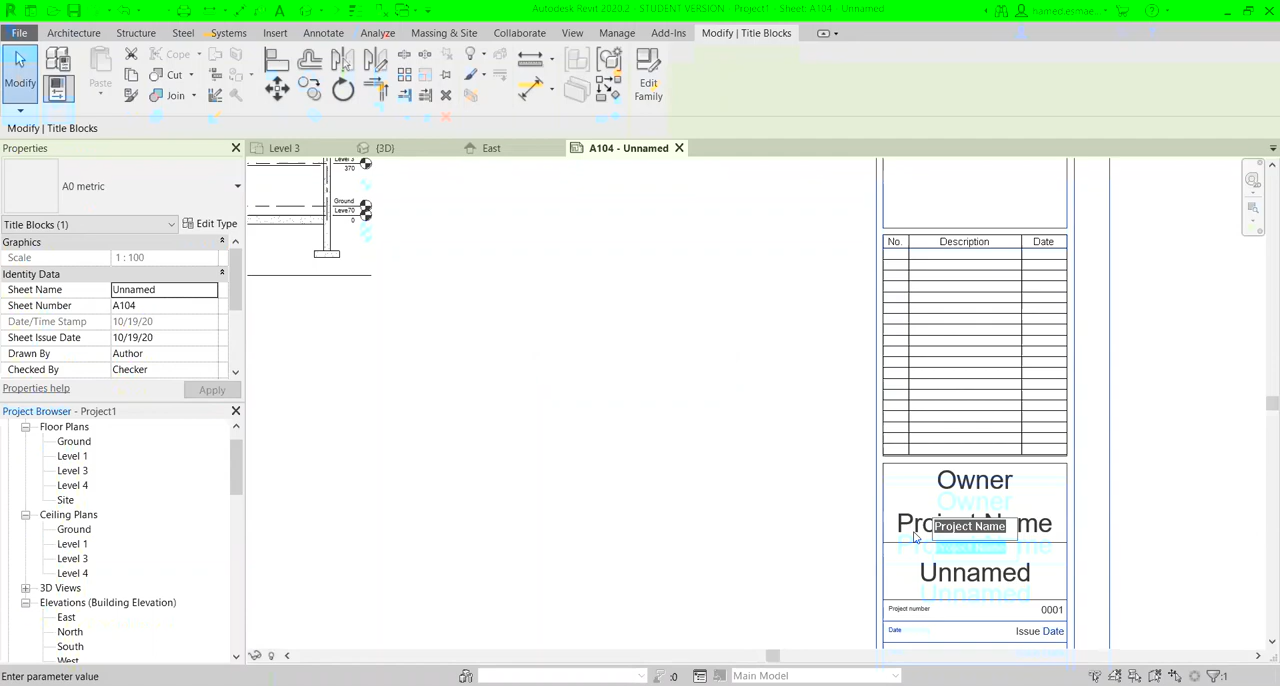 Autodesk Revit 2020.2 - STUDENT VERSION - Project1 - Sheet: A104 - Unnamed
hamed.esmae...
File Architecture Structure Steel Systems Insert Annotate Analyze Massing & Site Collaborate View Manage Add-Ins Modify | Title Blocks
Modify
Paste
Cope
Cut
Join
Edit Family
Modify | Title Blocks
Properties
A0 metric
Title Blocks (1)
Edit Type
Graphics
Scale 1 : 100
Identity Data
Sheet Name Unnamed
Sheet Number A104
Date/Time Stamp 10/19/20
Sheet Issue Date 10/19/20
Drawn By Author
Checked By Checker
Properties help
Apply
Project Browser - Project1
Floor Plans
Ground
Level 1
Level 3
Level 4
Site
Ceiling Plans
Ground
Level 1
Level 3
Level 4
3D Views
Elevations (Building Elevation)
East
North
South
West
Level 3
{3D}
East
A104 - Unnamed
Level 3
370
Ground
0
No. Description Date
Owner
Project Name
Unnamed
Project number 0001
Date Issue Date
Enter parameter value
:0
Main Model
:1